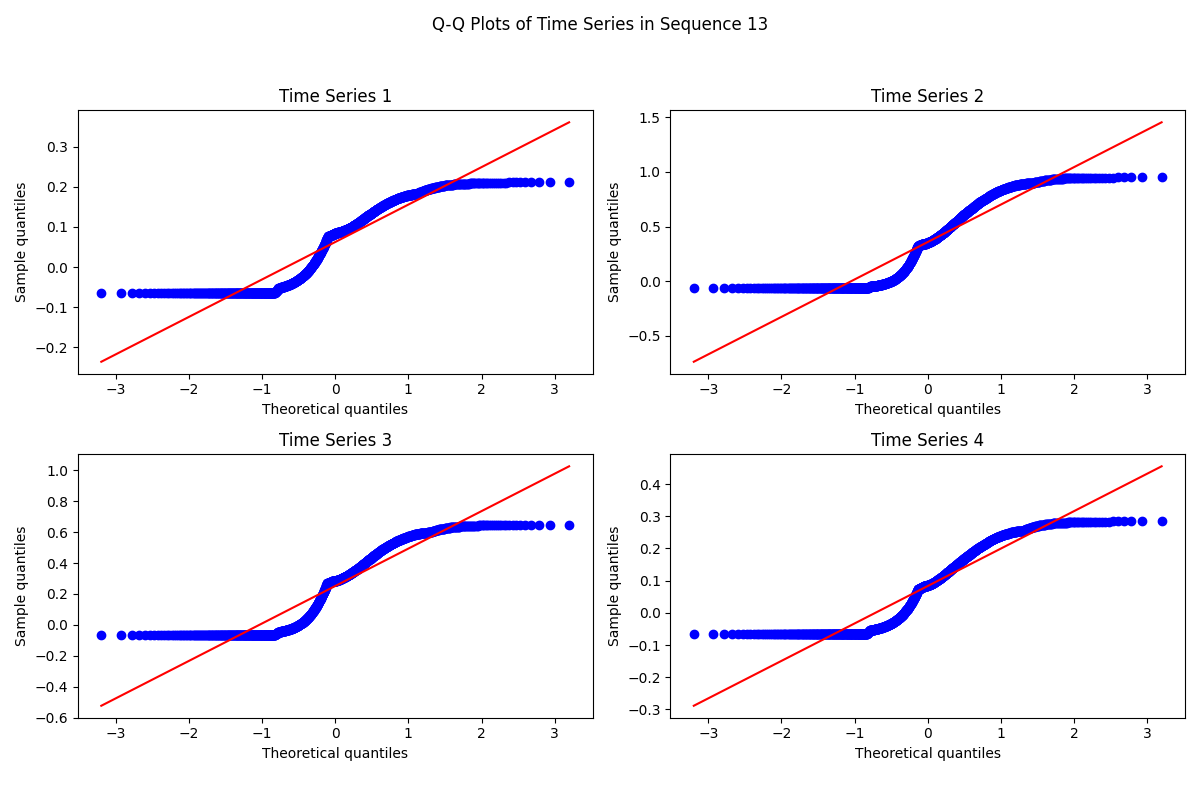 Q-Q Plots of Time Series in Sequence 13
Time Series 1
Sample quantiles
0.3
0.2
0.1
0.0
−0.1
−0.2
−3 −2 −1 0 1 2 3
Theoretical quantiles
Time Series 2
Sample quantiles
1.5
1.0
0.5
0.0
−0.5
−3 −2 −1 0 1 2 3
Theoretical quantiles
Time Series 3
Sample quantiles
1.0
0.8
0.6
0.4
0.2
0.0
−0.2
−0.4
−0.6
−3 −2 −1 0 1 2 3
Theoretical quantiles
Time Series 4
Sample quantiles
0.4
0.3
0.2
0.1
0.0
−0.1
−0.2
−0.3
−3 −2 −1 0 1 2 3
Theoretical quantiles